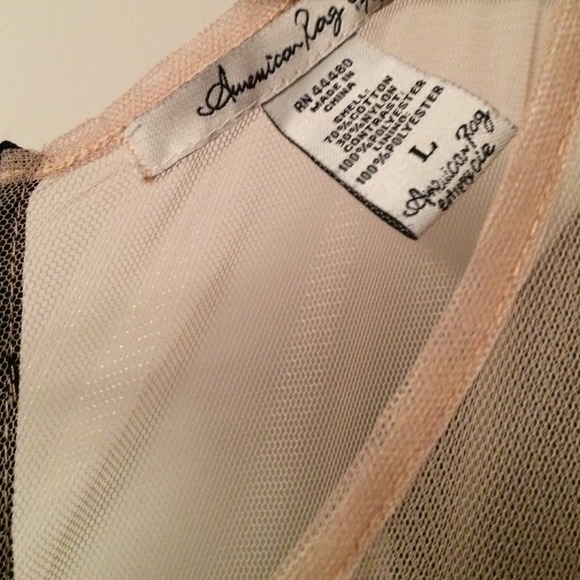 American Rag
RN 44480
MADE IN
CHINA
SHELL:
70%COTTON
30%NYLON
CONTRAST:
100%POLYESTER
100%POLYESTER
L
American Rag
cie